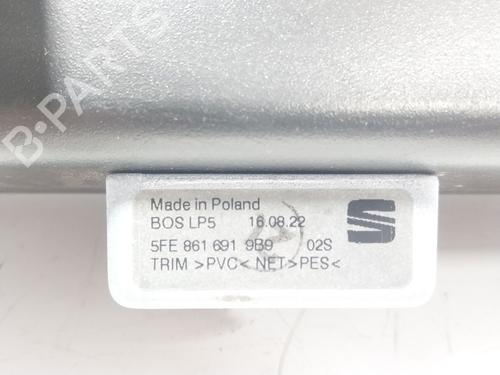 B-PARTS
Made in Poland
BOS LP5 16.08.22
5FE 861 691 9B9 02S
TRIM >PVC< NET >PES<